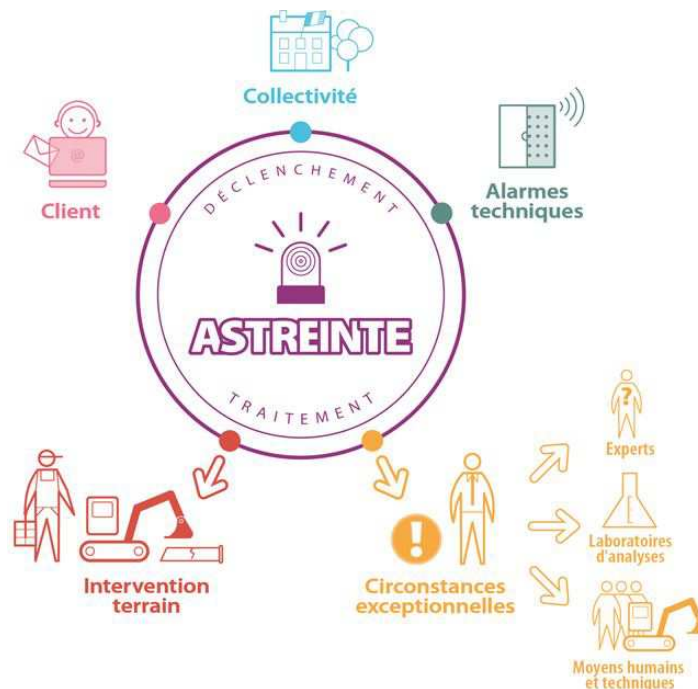 Collectivité
Client
Alarmes
techniques
DÉCLENCHEMENT
@
ASTREINTE
TRAITEMENT
?
Experts
Laboratoires
d'analyses
!
Intervention
terrain
Circonstances
exceptionnelles
Moyens humains
et techniques